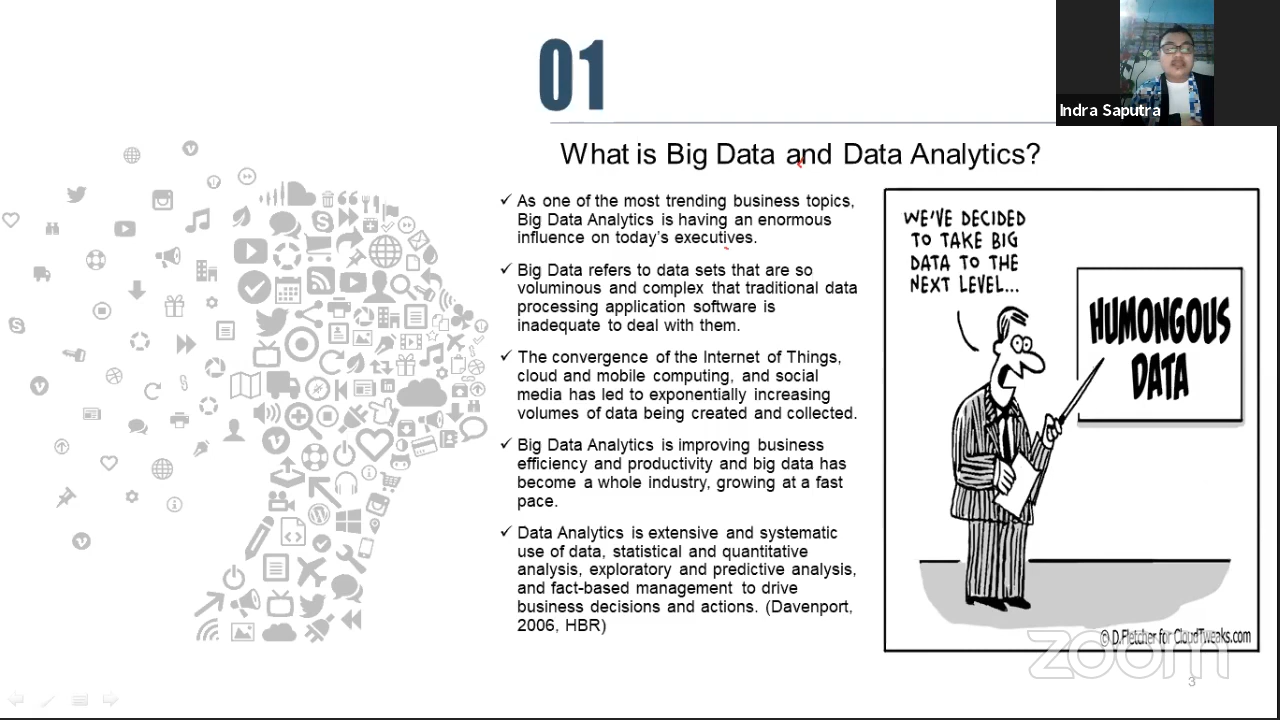 01
Indra Saputra
What is Big Data and Data Analytics?
✓ As one of the most trending business topics,
Big Data Analytics is having an enormous
influence on today's executives.
✓ Big Data refers to data sets that are so
voluminous and complex that traditional data
processing application software is
inadequate to deal with them.
✓ The convergence of the Internet of Things,
cloud and mobile computing, and social
media has led to exponentially increasing
volumes of data being created and collected.
✓ Big Data Analytics is improving business
efficiency and productivity and big data has
become a whole industry, growing at a fast
pace.
✓ Data Analytics is extensive and systematic
use of data, statistical and quantitative
analysis, exploratory and predictive analysis,
and fact-based management to drive
business decisions and actions. (Davenport,
2006, HBR)
WE'VE DECIDED
TO TAKE BIG
DATA TO THE
NEXT LEVEL...
HUMONGOUS
DATA
© D.Fletcher for CloudTweaks.com
zoom
3